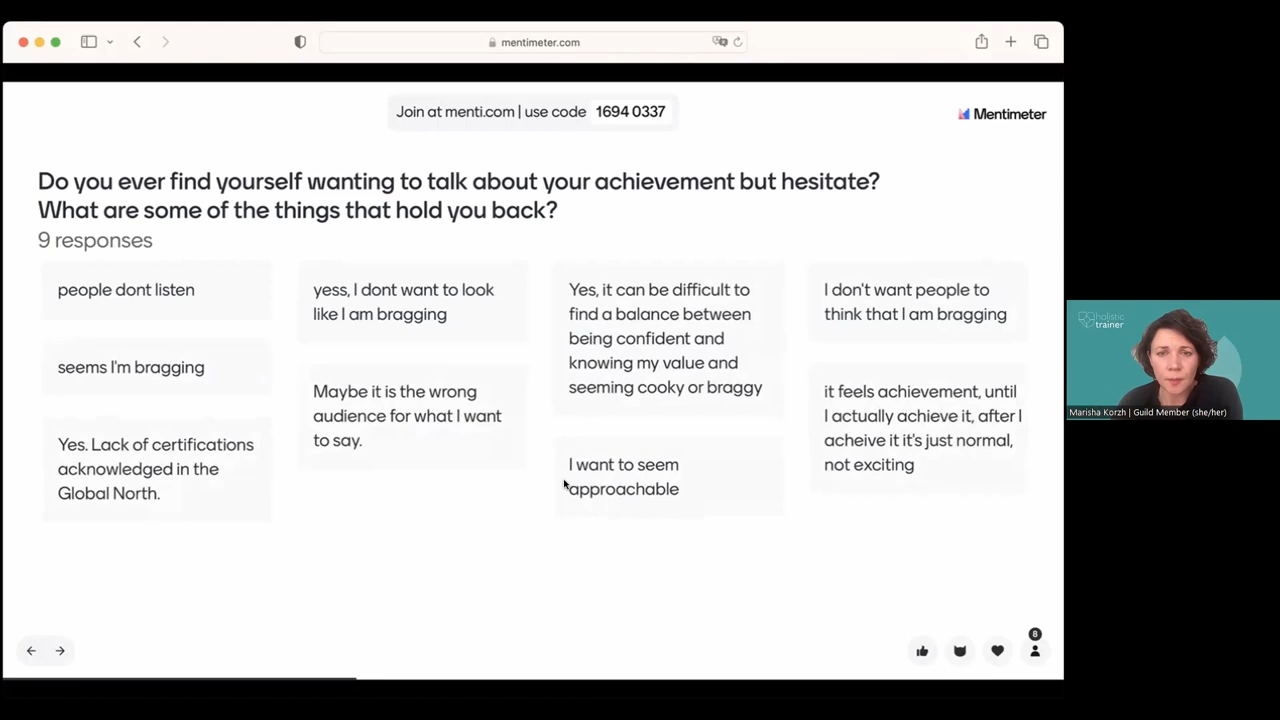 mentimeter.com
Join at menti.com | use code 1694 0337
Mentimeter
Do you ever find yourself wanting to talk about your achievement but hesitate?
What are some of the things that hold you back?
9 responses
people dont listen
seems I'm bragging
Yes. Lack of certifications
acknowledged in the
Global North.
yess, I dont want to look
like I am bragging
Maybe it is the wrong
audience for what I want
to say.
Yes, it can be difficult to
find a balance between
being confident and
knowing my value and
seeming cooky or braggy
I want to seem
approachable
I don't want people to
think that I am bragging
it feels achievement, until
I actually achieve it, after I
acheive it it's just normal,
not exciting
8
holistic
trainer
Marisha Korzh | Guild Member (she/her)